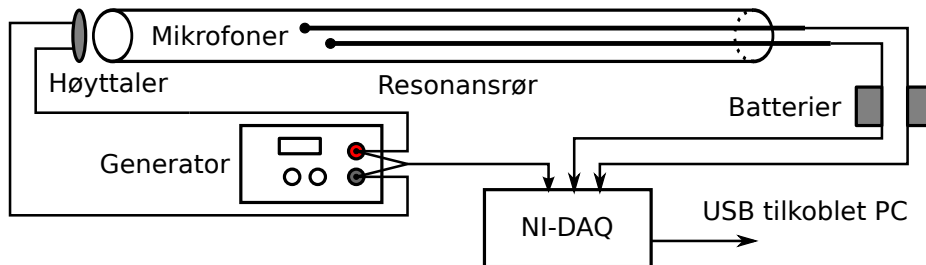 Mikrofoner
Høyttaler
Resonansrør
Batterier
Generator
NI-DAQ
USB tilkoblet PC